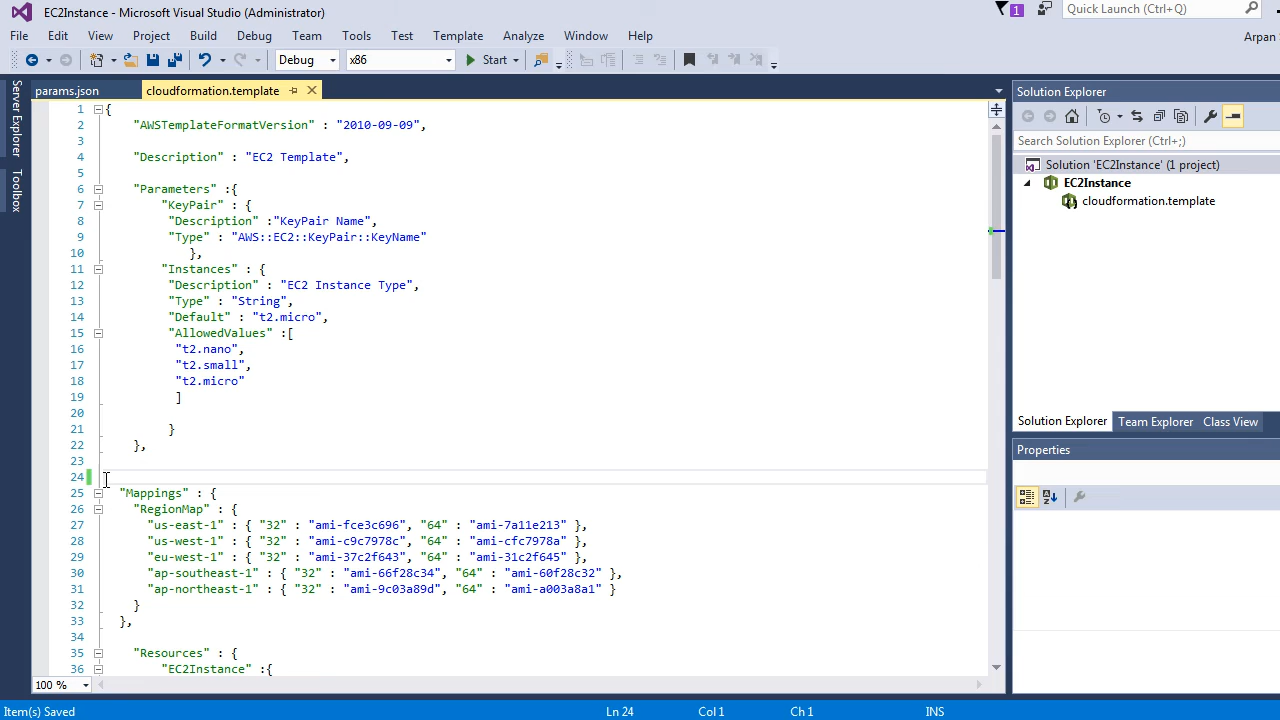 EC2Instance - Microsoft Visual Studio (Administrator)
1
Quick Launch (Ctrl+Q)
File Edit View Project Build Debug Team Tools Test Template Analyze Window Help
Arpan
Debug x86 Start
Server Explorer
Toolbox
params.json cloudformation.template
1 {
2 "AWSTemplateFormatVersion" : "2010-09-09",
3
4 "Description" : "EC2 Template",
5
6 "Parameters" :{
7 "KeyPair" : {
8 "Description" :"KeyPair Name",
9 "Type" : "AWS::EC2::KeyPair::KeyName"
10 },
11 "Instances" : {
12 "Description" : "EC2 Instance Type",
13 "Type" : "String",
14 "Default" : "t2.micro",
15 "AllowedValues" :[
16 "t2.nano",
17 "t2.small",
18 "t2.micro"
19 ]
20
21 }
22 },
23
24
25 "Mappings" : {
26 "RegionMap" : {
27 "us-east-1" : { "32" : "ami-fce3c696", "64" : "ami-7a11e213" },
28 "us-west-1" : { "32" : "ami-c9c7978c", "64" : "ami-cfc7978a" },
29 "eu-west-1" : { "32" : "ami-37c2f643", "64" : "ami-31c2f645" },
30 "ap-southeast-1" : { "32" : "ami-66f28c34", "64" : "ami-60f28c32" },
31 "ap-northeast-1" : { "32" : "ami-9c03a89d", "64" : "ami-a003a8a1" }
32 }
33 },
34
35 "Resources" : {
36 "EC2Instance" :{
100 %
Solution Explorer
Search Solution Explorer (Ctrl+;)
Solution 'EC2Instance' (1 project)
EC2Instance
cloudformation.template
Solution Explorer Team Explorer Class View
Properties
Item(s) Saved Ln 24 Col 1 Ch 1 INS